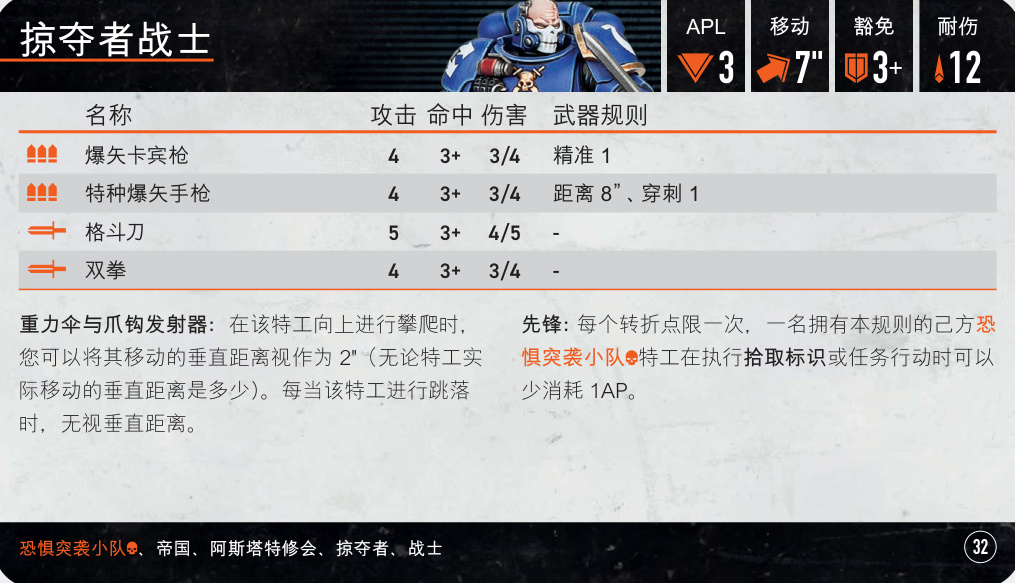 掠夺者战士
APL 移动 豁免 耐伤
3 7" 3+ 12
名称 攻击 命中 伤害 武器规则
爆矢卡宾枪 4 3+ 3/4 精准 1
特种爆矢手枪 4 3+ 3/4 距离 8”、穿刺 1
格斗刀 5 3+ 4/5 -
双拳 4 3+ 3/4 -
重力伞与爪钩发射器：在该特工向上进行攀爬时，
您可以将其移动的垂直距离视作为 2"（无论特工实
际移动的垂直距离是多少）。每当该特工进行跳落
时，无视垂直距离。
先锋: 每个转折点限一次，一名拥有本规则的己方恐
惧突袭小队特工在执行拾取标识或任务行动时可以
少消耗 1AP。
恐惧突袭小队、帝国、阿斯塔特修会、掠夺者、战士
32